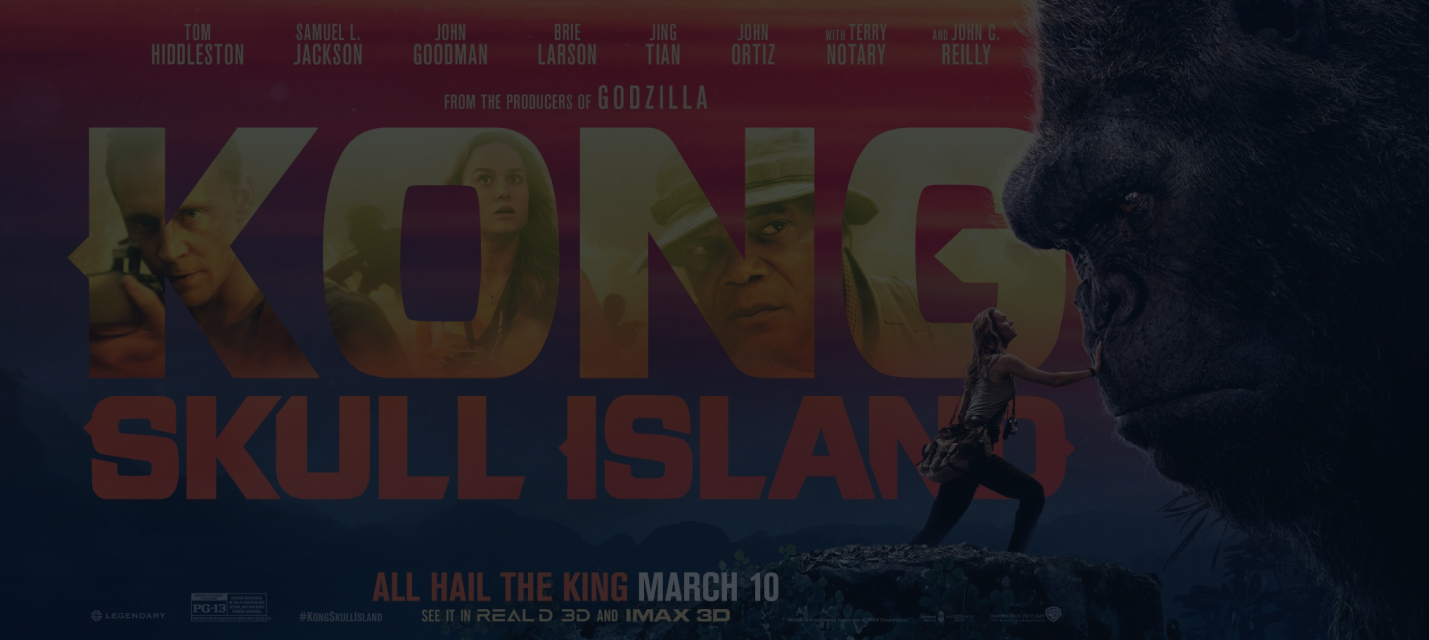 TOM HIDDLESTON
SAMUEL L. JACKSON
JOHN GOODMAN
BRIE LARSON
JING TIAN
JOHN ORTIZ
WITH TERRY NOTARY
AND JOHN C. REILLY
FROM THE PRODUCERS OF GODZILLA
KONG
SKULL ISLAND
ALL HAIL THE KING MARCH 10
LEGENDARY
PG-13
#KONGSKULLISLAND
SEE IT IN REAL D 3D AND IMAX 3D